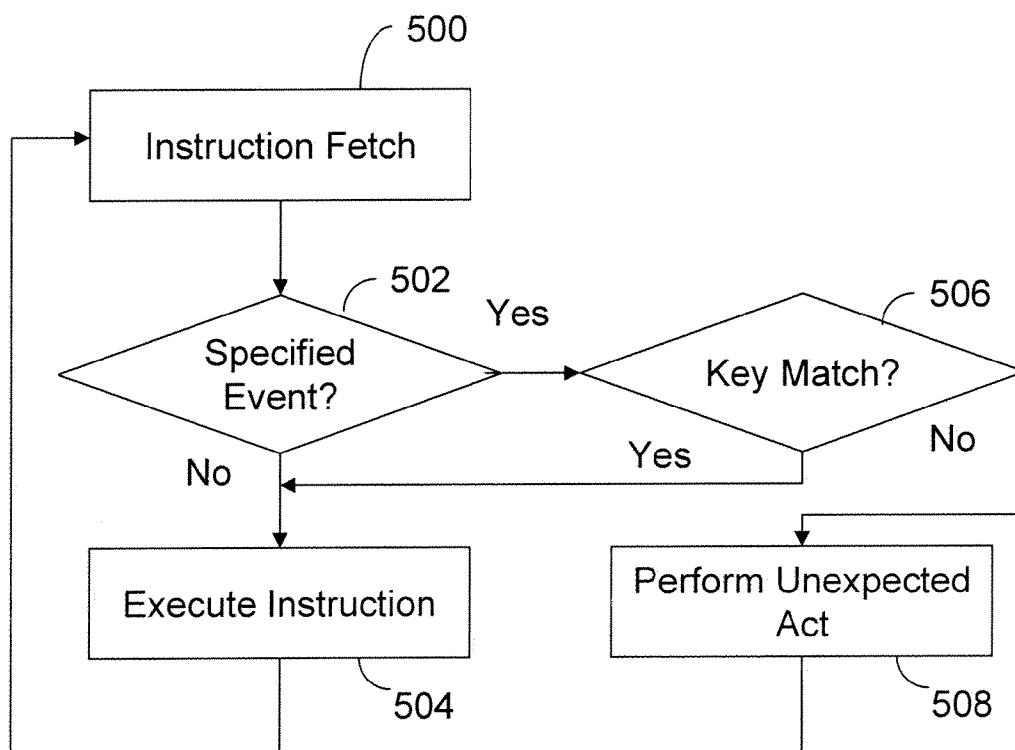 500
Instruction Fetch
502
Specified
Event?
Yes
506
Key Match?
No
Yes
No
Execute Instruction
504
Perform Unexpected
Act
508